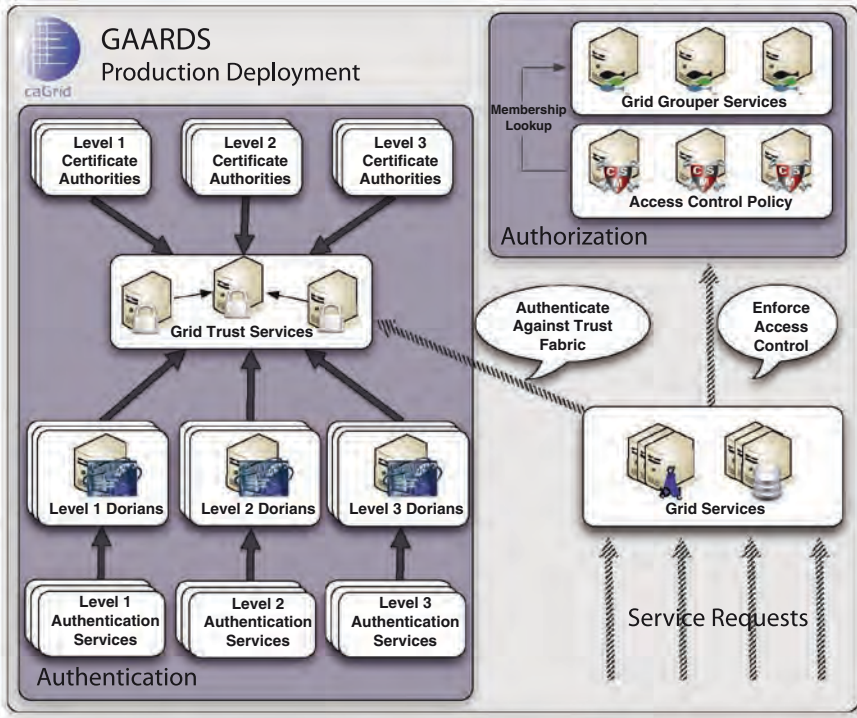 GAARDS
Production Deployment
caGrid
Level 1
Certificate
Authorities
Level 2
Certificate
Authorities
Level 3
Certificate
Authorities
Grid Trust Services
Level 1 Dorians
Level 2 Dorians
Level 3 Dorians
Level 1
Authentication
Services
Level 2
Authentication
Services
Level 3
Authentication
Services
Authentication
Membership
Lookup
Grid Grouper Services
C S M
C S M
C S M
Access Control Policy
Authorization
Authenticate
Against Trust
Fabric
Enforce
Access
Control
Grid Services
Service Requests